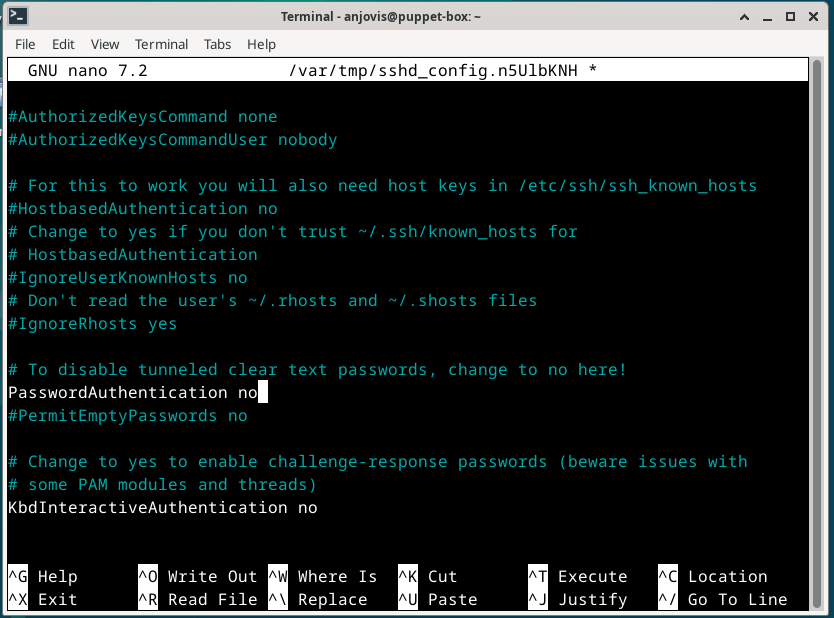 Terminal - anjovis@puppet-box: ~
File Edit View Terminal Tabs Help
GNU nano 7.2 /var/tmp/sshd_config.n5UlbKNH *
#AuthorizedKeysCommand none
#AuthorizedKeysCommandUser nobody
# For this to work you will also need host keys in /etc/ssh/ssh_known_hosts
#HostbasedAuthentication no
# Change to yes if you don't trust ~/.ssh/known_hosts for
# HostbasedAuthentication
#IgnoreUserKnownHosts no
# Don't read the user's ~/.rhosts and ~/.shosts files
#IgnoreRhosts yes
# To disable tunneled clear text passwords, change to no here!
PasswordAuthentication no
#PermitEmptyPasswords no
# Change to yes to enable challenge-response passwords (beware issues with
# some PAM modules and threads)
KbdInteractiveAuthentication no
^G Help ^O Write Out ^W Where Is ^K Cut ^T Execute ^C Location
^X Exit ^R Read File ^\ Replace ^U Paste ^J Justify ^/ Go To Line